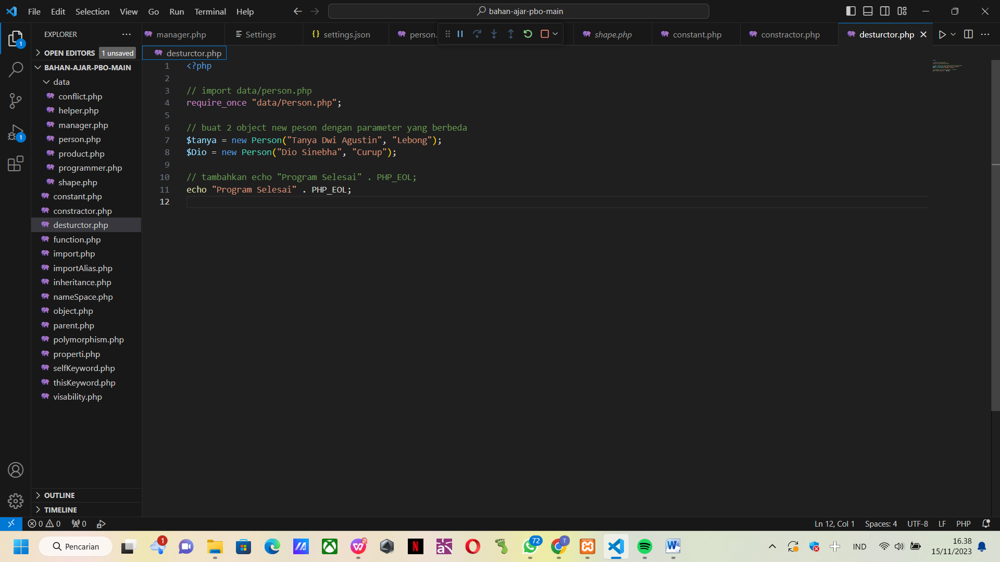 File Edit Selection View Go Run Terminal Help
bahan-ajar-pbo-main
EXPLORER
manager.php
Settings
settings.json
person.
shape.php
constant.php
constractor.php
desturctor.php
OPEN EDITORS 1 unsaved
desturctor.php
BAHAN-AJAR-PBO-MAIN
data
conflict.php
helper.php
manager.php
person.php
product.php
programmer.php
shape.php
constant.php
constractor.php
desturctor.php
function.php
import.php
importAlias.php
inheritance.php
nameSpace.php
object.php
parent.php
polymorphism.php
properti.php
selfKeyword.php
thisKeyword.php
visability.php
OUTLINE
TIMELINE
1 <?php
2
3 // import data/person.php
4 require_once "data/Person.php";
5
6 // buat 2 object new peson dengan parameter yang berbeda
7 $tanya = new Person("Tanya Dwi Agustin", "Lebong");
8 $Dio = new Person("Dio Sinebha", "Curup");
9
10 // tambahkan echo "Program Selesai" . PHP_EOL;
11 echo "Program Selesai" . PHP_EOL;
12
1
1
0 0 0
Ln 12, Col 1 Spaces: 4 UTF-8 LF PHP
Pencarian
1
72
T
IND
16.38
15/11/2023